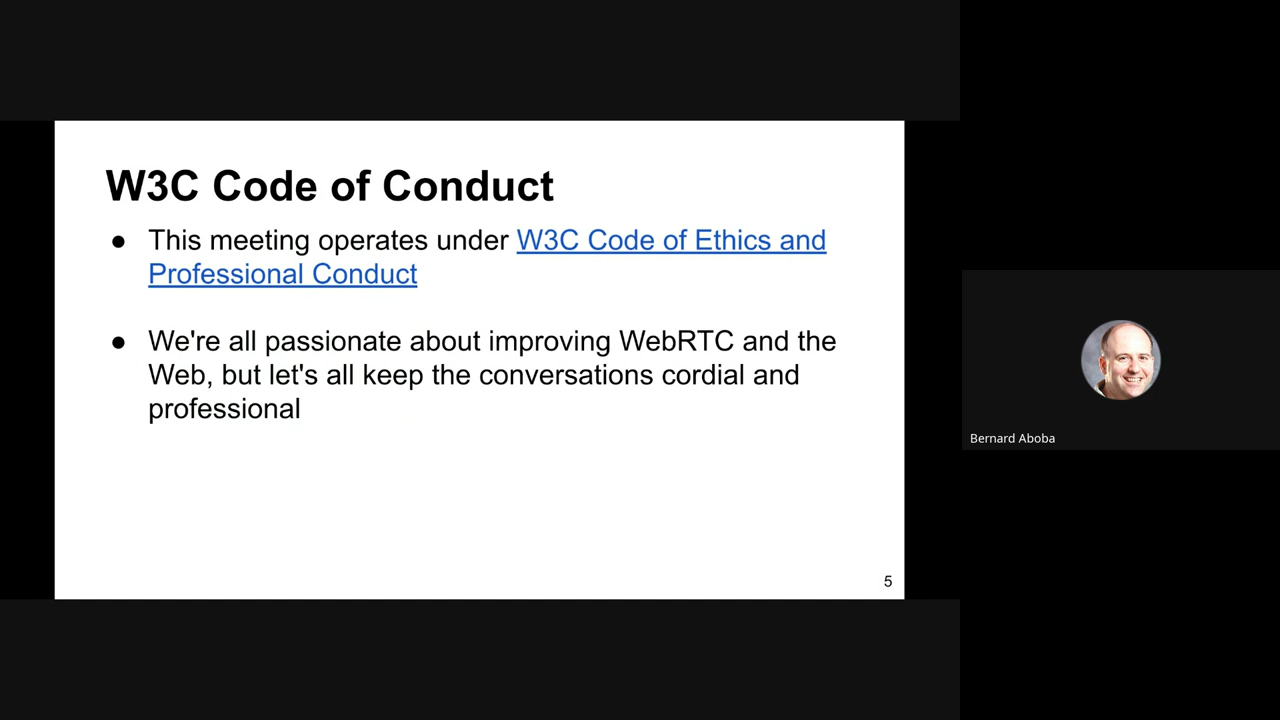 W3C Code of Conduct
● This meeting operates under W3C Code of Ethics and
Professional Conduct
● We're all passionate about improving WebRTC and the
Web, but let's all keep the conversations cordial and
professional
5
Bernard Aboba